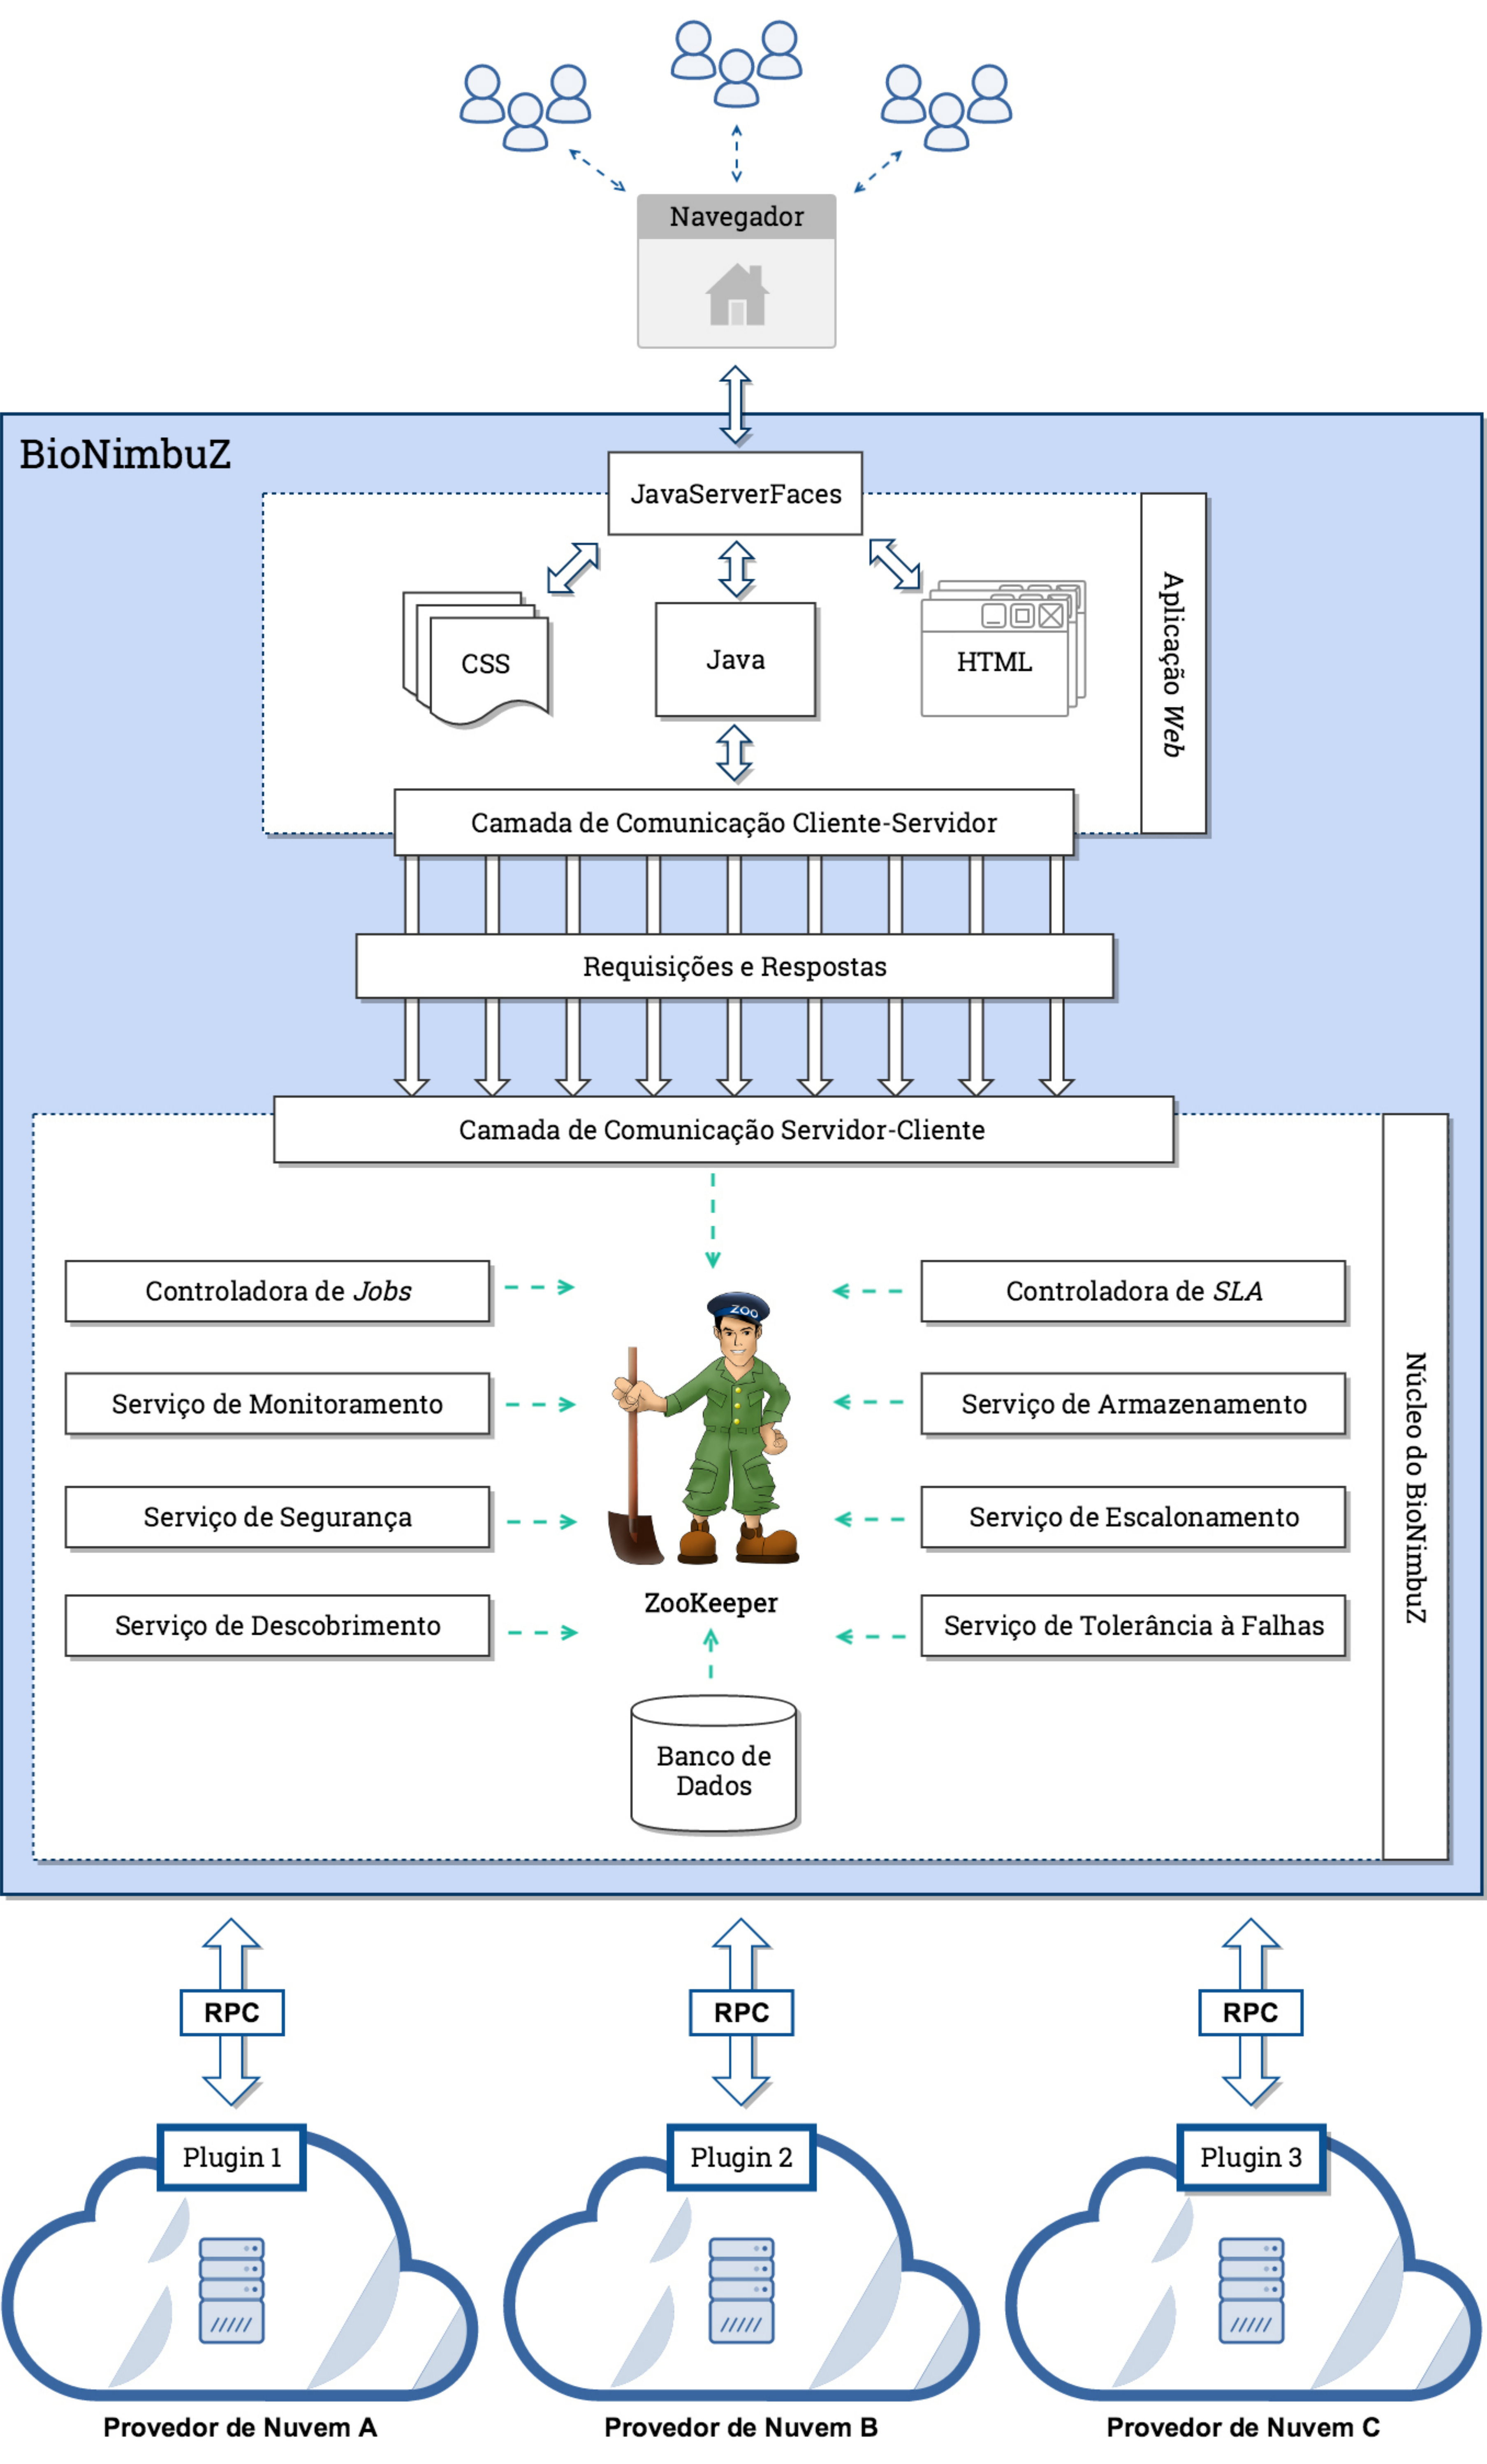 Navegador
BioNimbuZ
JavaServerFaces
CSS
Java
HTML
Aplicação Web
Camada de Comunicação Cliente-Servidor
Requisições e Respostas
Camada de Comunicação Servidor-Cliente
Controladora de Jobs
Controladora de SLA
ZOO
Serviço de Monitoramento
Serviço de Armazenamento
Serviço de Segurança
Serviço de Escalonamento
ZooKeeper
Serviço de Descobrimento
Serviço de Tolerância à Falhas
Núcleo do BioNimbuZ
Banco de
Dados
RPC
RPC
RPC
Plugin 1
Plugin 2
Plugin 3
Provedor de Nuvem A
Provedor de Nuvem B
Provedor de Nuvem C